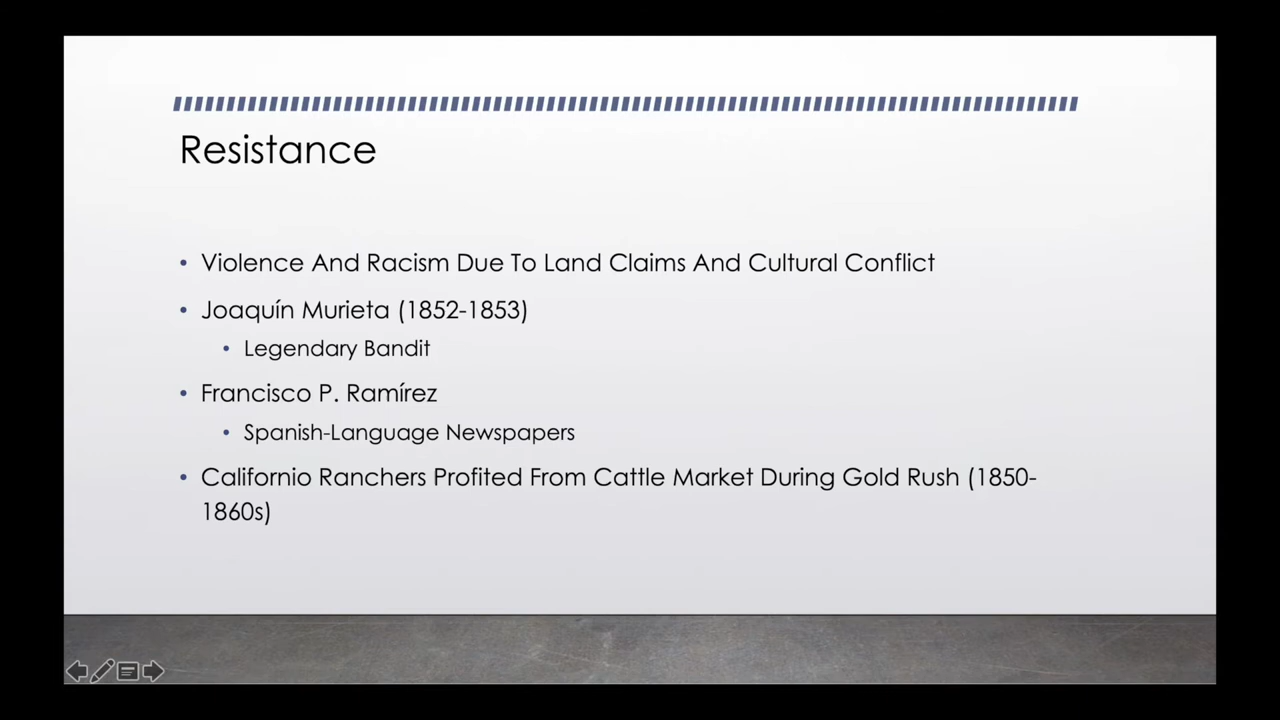 Resistance
• Violence And Racism Due To Land Claims And Cultural Conflict
• Joaquín Murieta (1852-1853)
• Legendary Bandit
• Francisco P. Ramírez
• Spanish-Language Newspapers
• Californio Ranchers Profited From Cattle Market During Gold Rush (1850-
1860s)